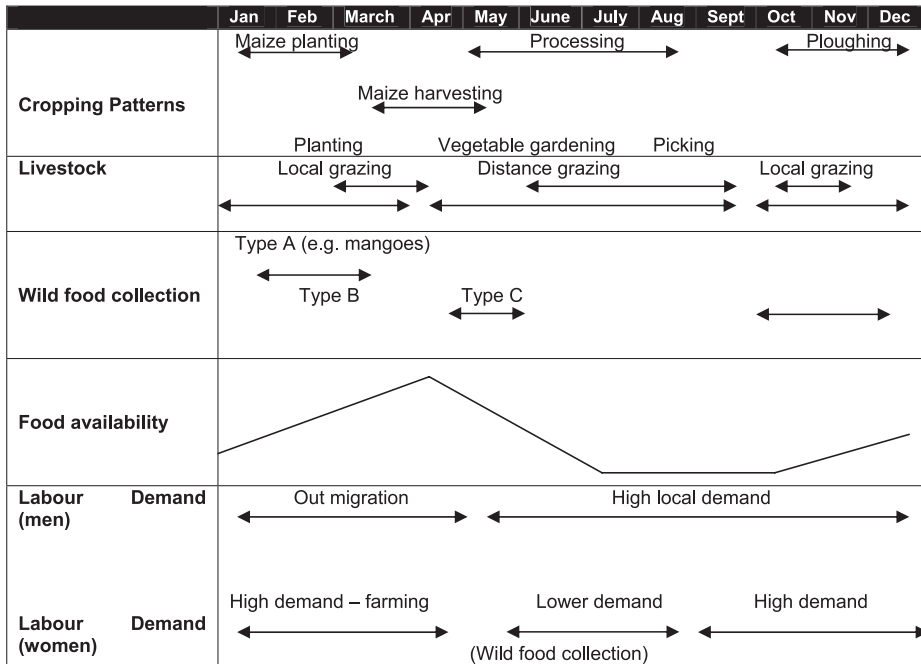 Jan Feb March Apr May June July Aug Sept Oct Nov Dec
Maize planting Processing Ploughing
Cropping Patterns
Maize harvesting
Planting Vegetable gardening Picking
Livestock
Local grazing Distance grazing Local grazing
Type A (e.g. mangoes)
Wild food collection
Type B Type C
Food availability
Labour Demand
(men)
Out migration High local demand
High demand – farming Lower demand High demand
Labour Demand
(women)
(Wild food collection)